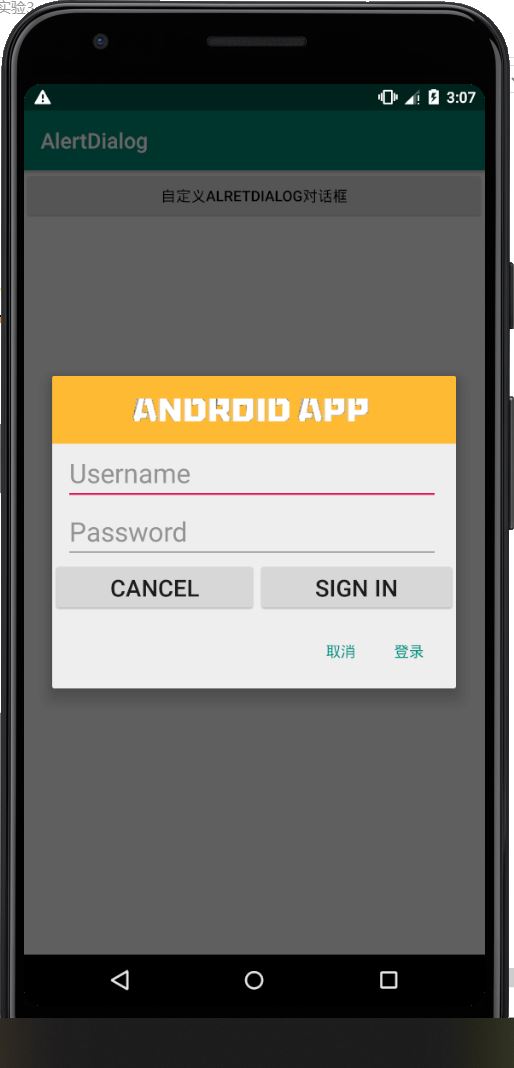 实验3
3:07
AlertDialog
自定义ALRETDIALOG对话框
ANDROID APP
Username
Password
CANCEL SIGN IN
取消 登录